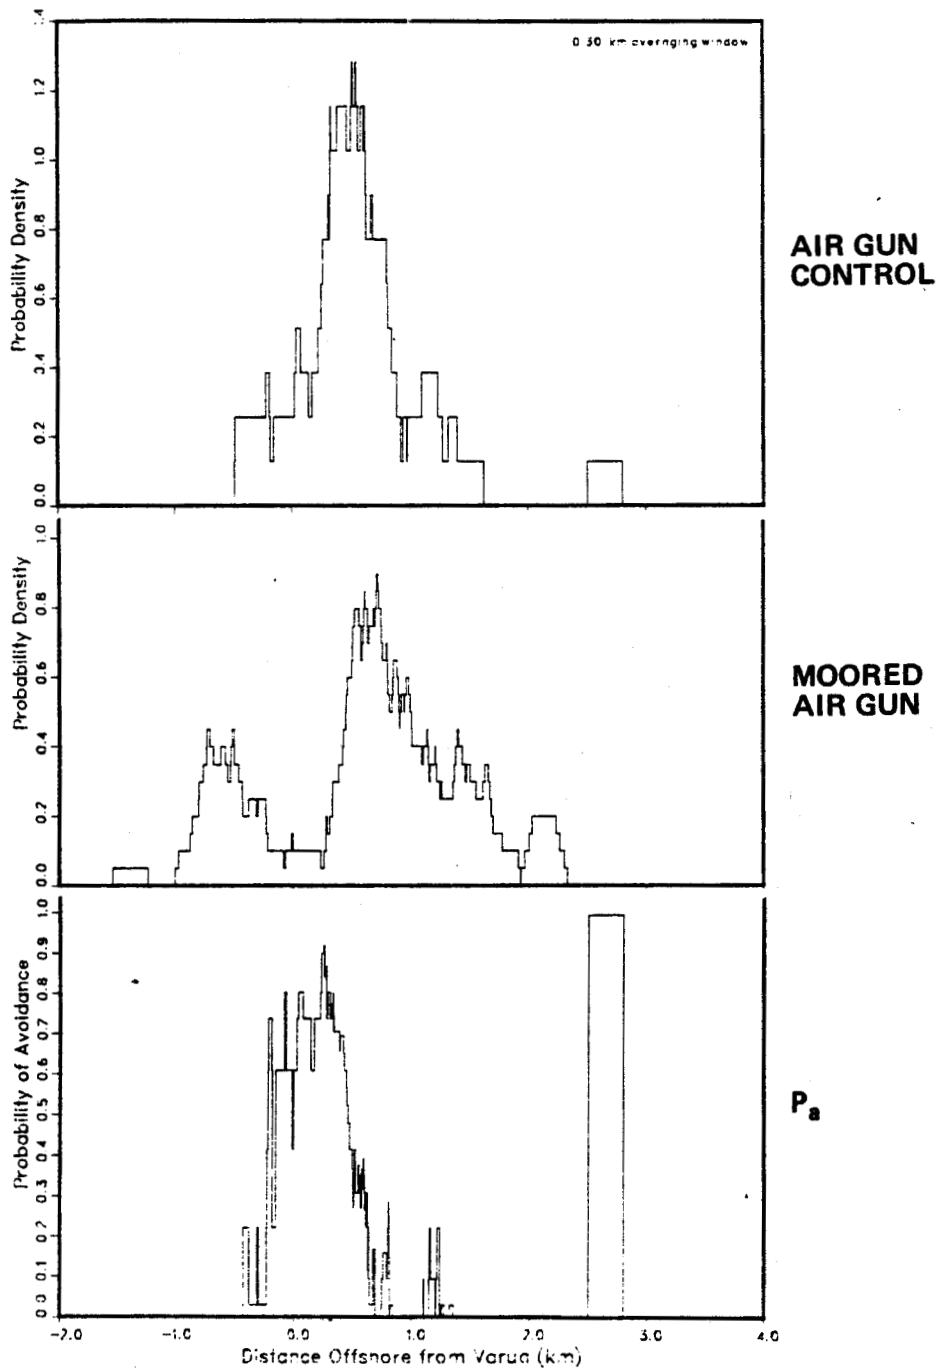 1.4
1.2
1.0
0.8
0.6
0.4
0.2
0.0
Probability Density
0.30 km averaging window
AIR GUN
CONTROL
1.0
0.8
0.6
0.4
0.2
0.0
Probability Density
MOORED
AIR GUN
1.0
0.9
0.8
0.7
0.6
0.5
0.4
0.3
0.2
0.1
0.0
Probability of Avoidance
Pa
-2.0 -1.0 0.0 1.0 2.0 3.0 4.0
Distance Offshore from Varua (km)